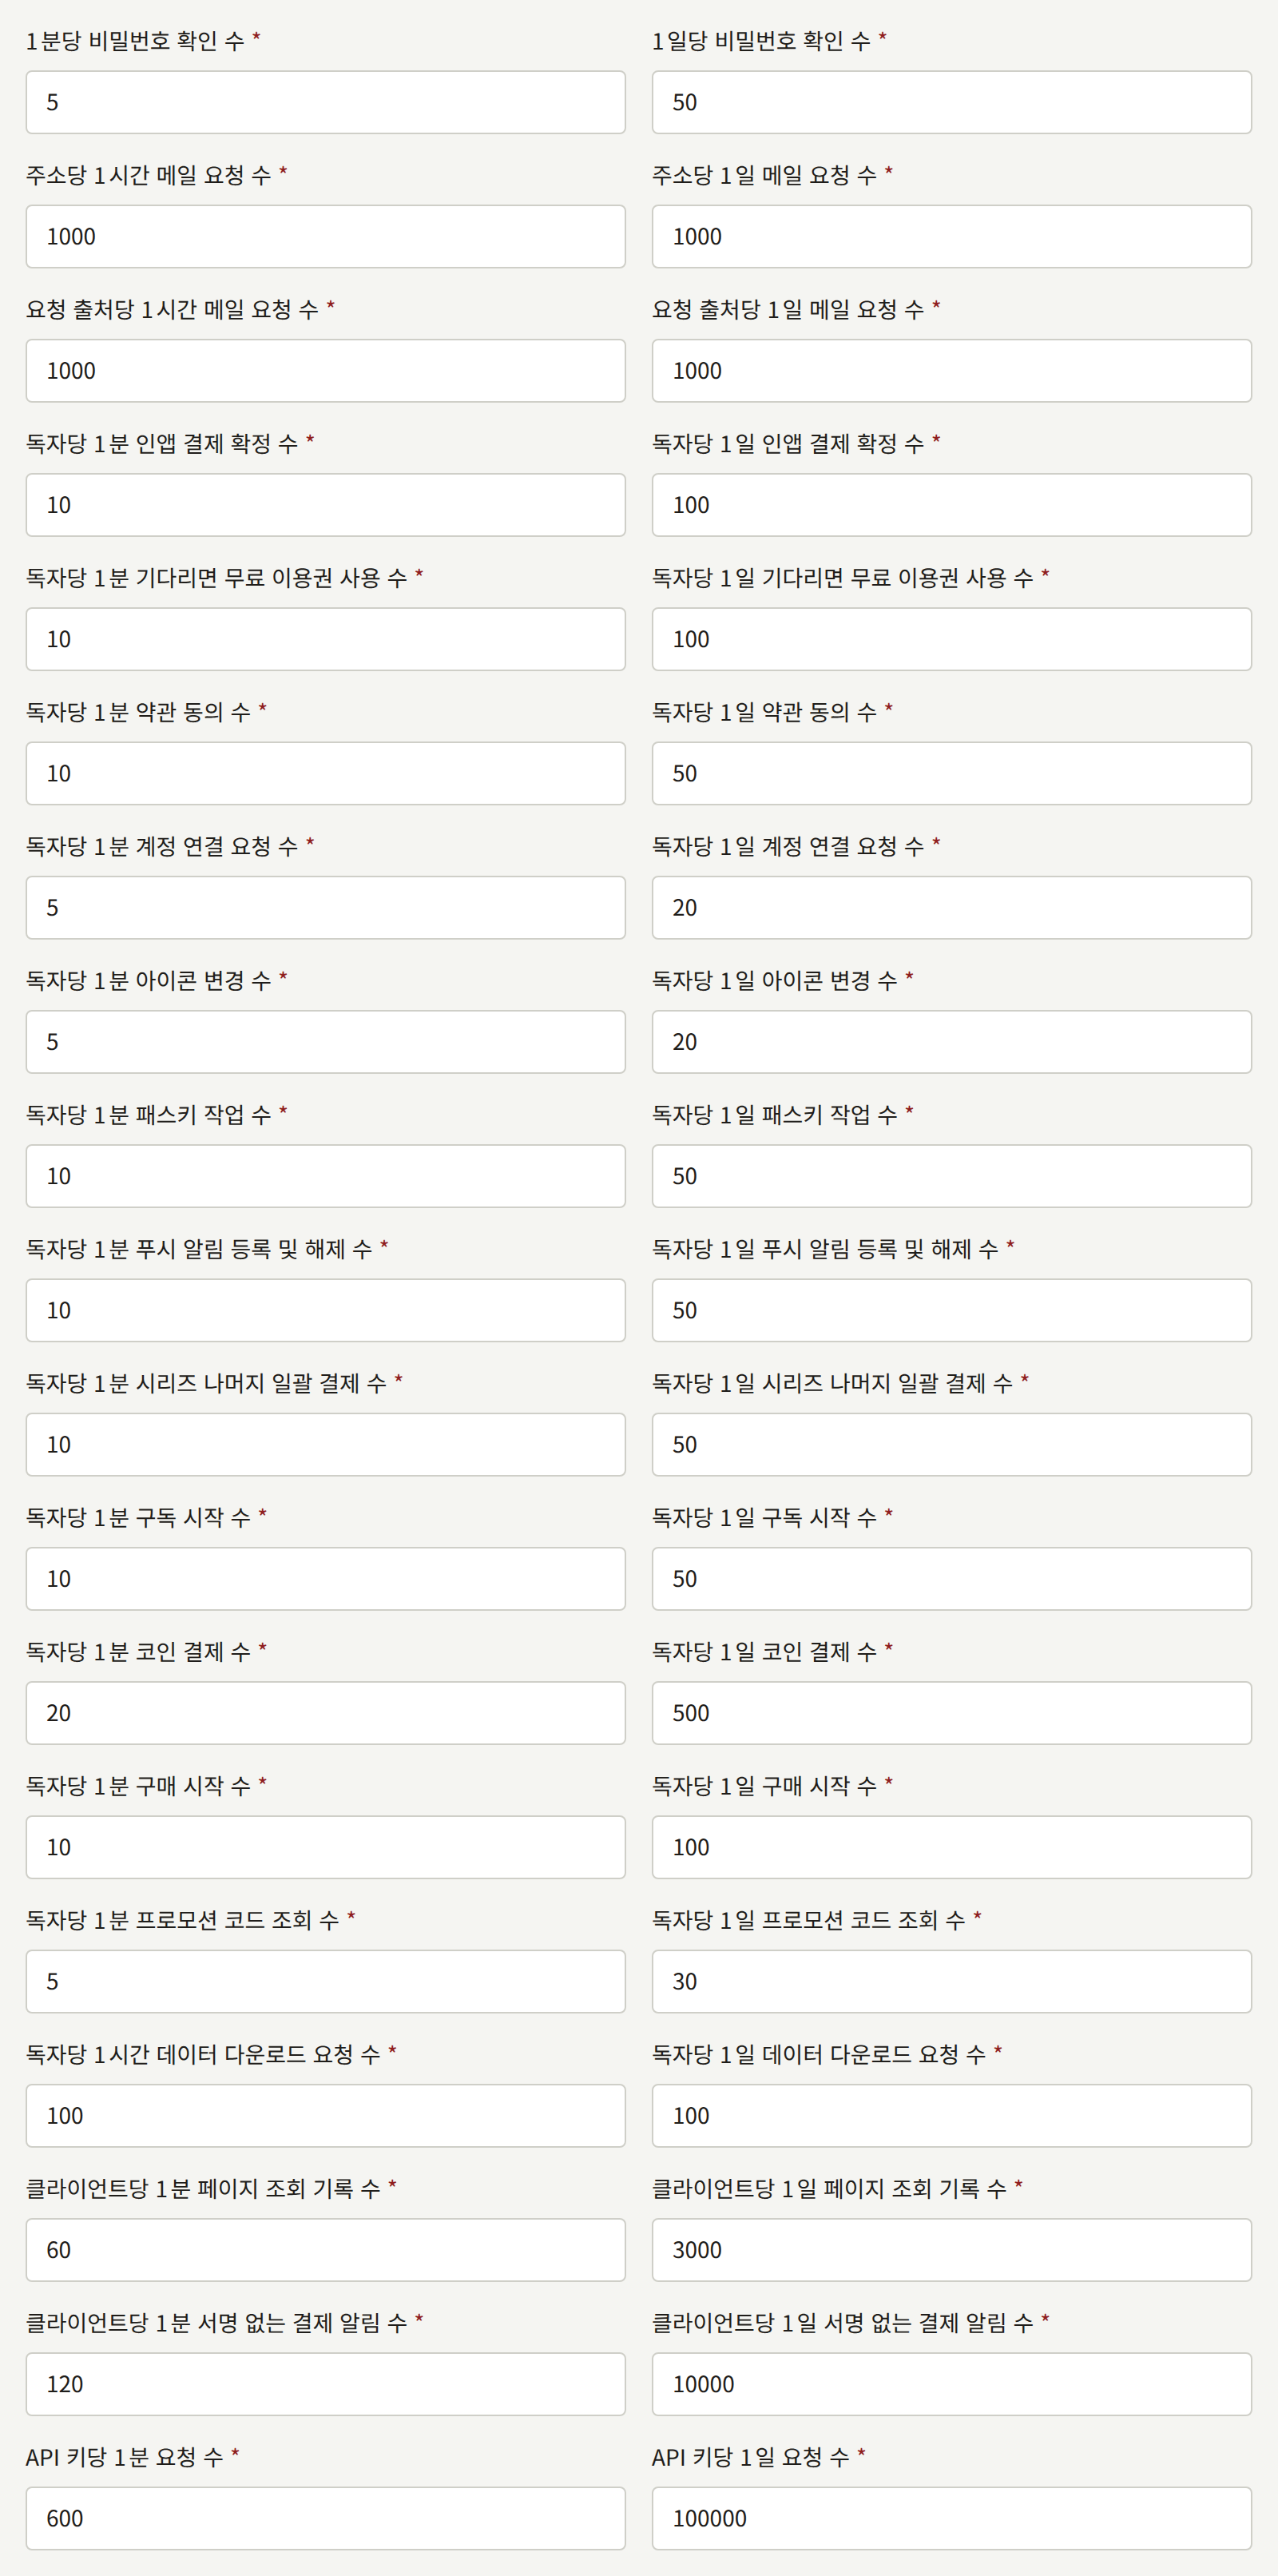 1분당 비밀번호 확인 수 *
1일당 비밀번호 확인 수 *
5
50
주소당 1시간 메일 요청 수 *
주소당 1일 메일 요청 수 *
1000
1000
요청 출처당 1시간 메일 요청 수 *
요청 출처당 1일 메일 요청 수 *
1000
1000
독자당 1분 인앱 결제 확정 수 *
독자당 1일 인앱 결제 확정 수 *
10
100
독자당 1분 기다리면 무료 이용권 사용 수 *
독자당 1일 기다리면 무료 이용권 사용 수 *
10
100
독자당 1분 약관 동의 수 *
독자당 1일 약관 동의 수 *
10
50
독자당 1분 계정 연결 요청 수 *
독자당 1일 계정 연결 요청 수 *
5
20
독자당 1분 아이콘 변경 수 *
독자당 1일 아이콘 변경 수 *
5
20
독자당 1분 패스키 작업 수 *
독자당 1일 패스키 작업 수 *
10
50
독자당 1분 푸시 알림 등록 및 해제 수 *
독자당 1일 푸시 알림 등록 및 해제 수 *
10
50
독자당 1분 시리즈 나머지 일괄 결제 수 *
독자당 1일 시리즈 나머지 일괄 결제 수 *
10
50
독자당 1분 구독 시작 수 *
독자당 1일 구독 시작 수 *
10
50
독자당 1분 코인 결제 수 *
독자당 1일 코인 결제 수 *
20
500
독자당 1분 구매 시작 수 *
독자당 1일 구매 시작 수 *
10
100
독자당 1분 프로모션 코드 조회 수 *
독자당 1일 프로모션 코드 조회 수 *
5
30
독자당 1시간 데이터 다운로드 요청 수 *
독자당 1일 데이터 다운로드 요청 수 *
100
100
클라이언트당 1분 페이지 조회 기록 수 *
클라이언트당 1일 페이지 조회 기록 수 *
60
3000
클라이언트당 1분 서명 없는 결제 알림 수 *
클라이언트당 1일 서명 없는 결제 알림 수 *
120
10000
API 키당 1분 요청 수 *
API 키당 1일 요청 수 *
600
100000